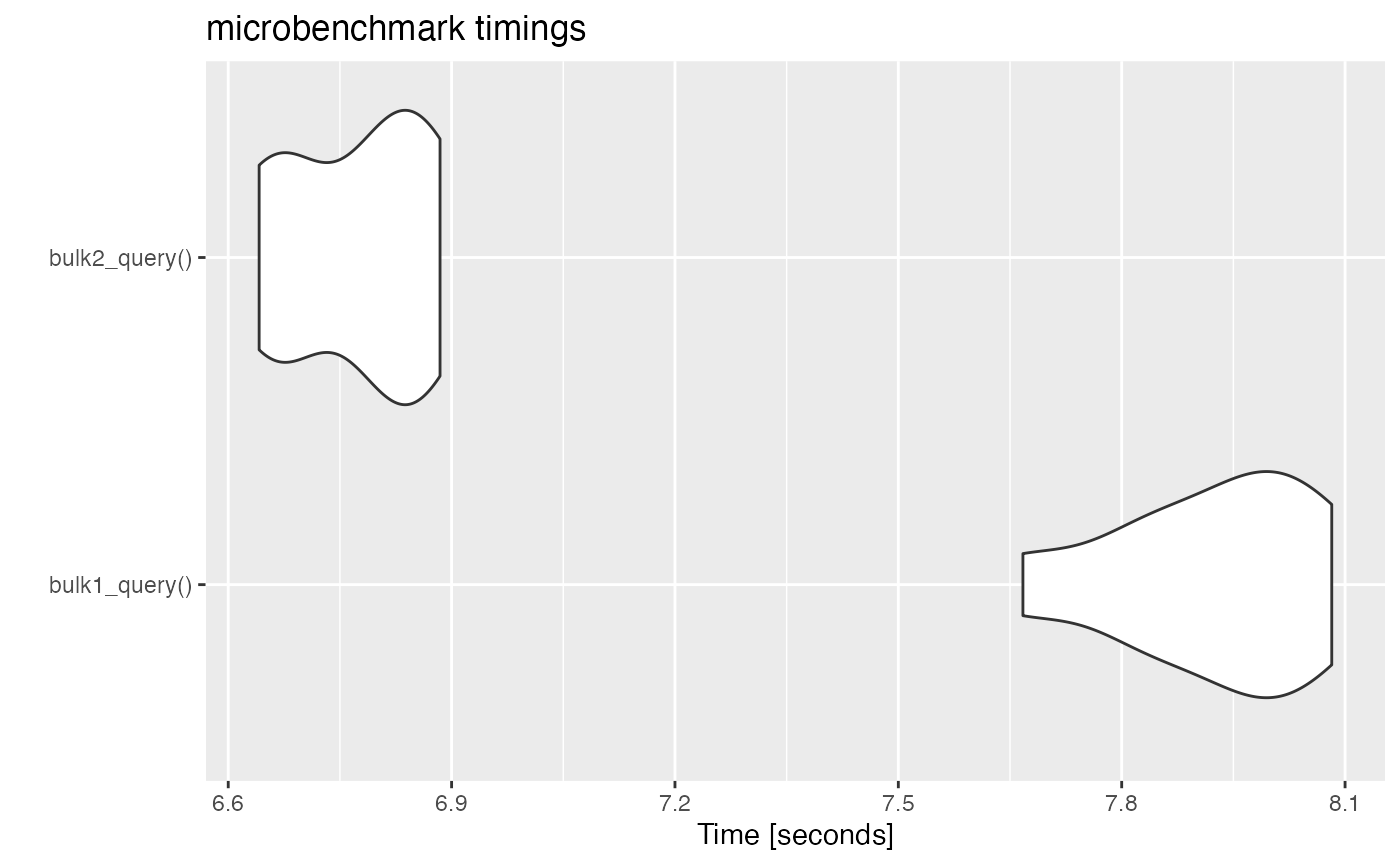 microbenchmark timings
bulk2_query()
bulk1_query()
6.6 6.9 7.2 7.5 7.8 8.1
Time [seconds]